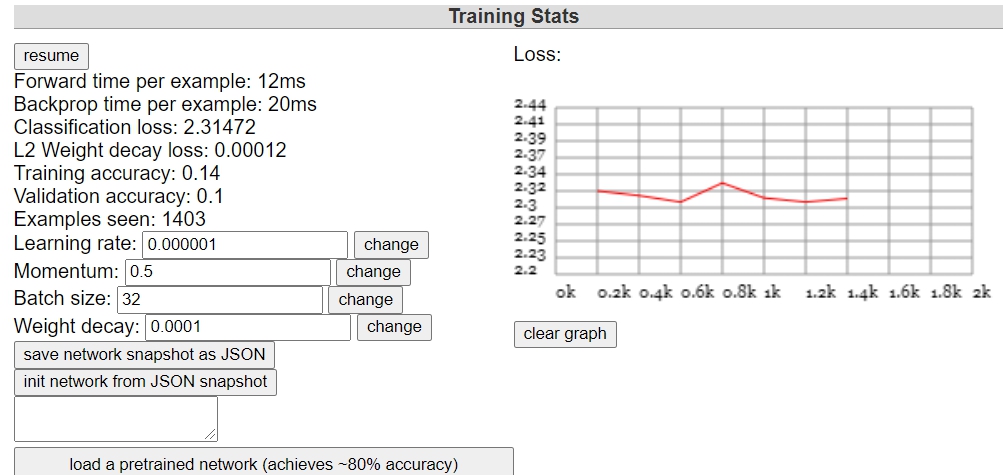 Training Stats
resume
Forward time per example: 12ms
Backprop time per example: 20ms
Classification loss: 2.31472
L2 Weight decay loss: 0.00012
Training accuracy: 0.14
Validation accuracy: 0.1
Examples seen: 1403
Learning rate: 0.000001 change
Momentum: 0.5 change
Batch size: 32 change
Weight decay: 0.0001 change
save network snapshot as JSON
init network from JSON snapshot
load a pretrained network (achieves ~80% accuracy)
Loss:
2.44
2.41
2.39
2.37
2.34
2.32
2.3
2.27
2.25
2.23
2.2
0k 0.2k 0.4k 0.6k 0.8k 1k 1.2k 1.4k 1.6k 1.8k 2k
clear graph